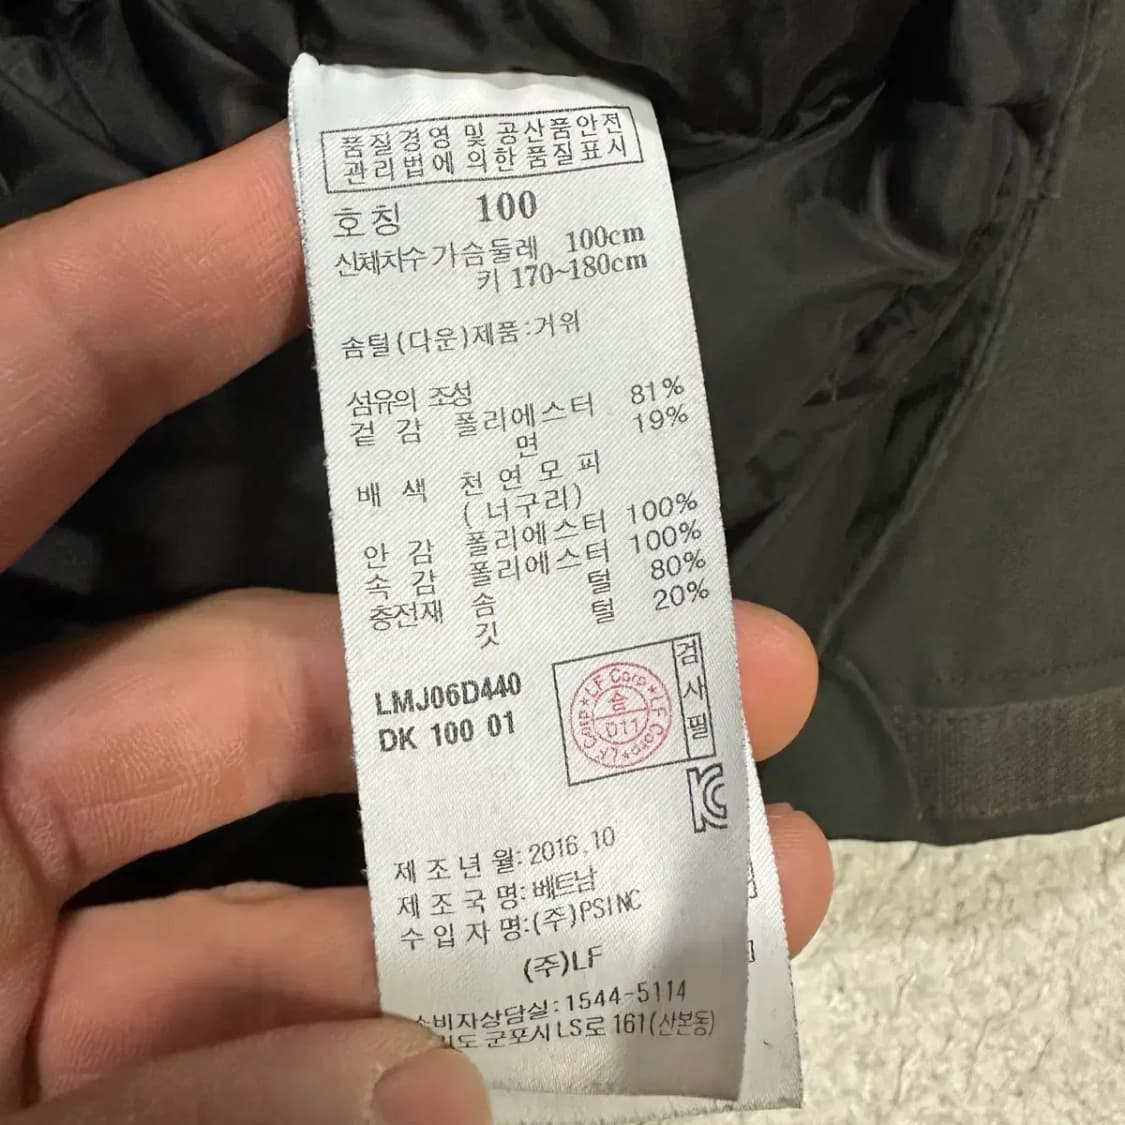 품질경영 및 공산품안전
관리법에 의한 품질표시
호칭 100
신체치수 가슴둘레 100cm
키 170~180cm
솜털(다운)제품:거위
섬유의 조성
겉 감 폴리에스터 81%
면 19%
배 색 천연모피
(너구리)
안 감 폴리에스터 100%
속 감 폴리에스터 100%
충전재 솜 털 80%
깃 털 20%
LMJ06D440
DK 100 01
검사필
LF Corp★LF Corp★LF Corp★
011
제조년월:2016.10
제조국명:베트남
수입자명:(주)PSINC
(주)LF
소비자상담실:1544-5114
군포시 LS로 161(산본동)